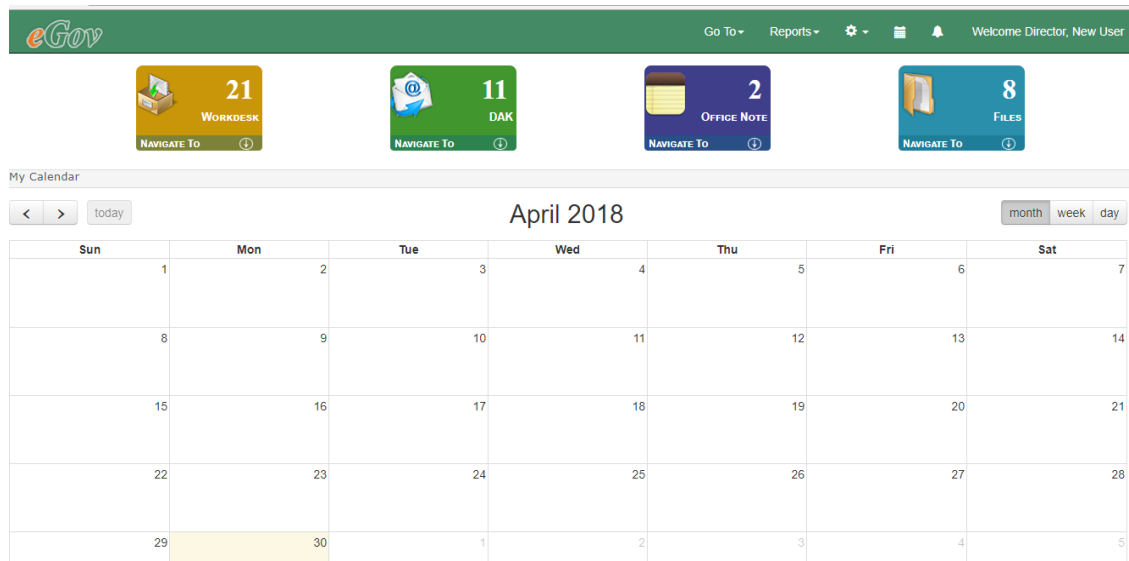 eGov Go To Reports Welcome Director, New User
21 11 2 8
Workdesk DAK Office Note Files
Navigate To Navigate To Navigate To Navigate To
My Calendar
today April 2018 month week day
Sun Mon Tue Wed Thu Fri Sat
1 2 3 4 5 6 7
8 9 10 11 12 13 14
15 16 17 18 19 20 21
22 23 24 25 26 27 28
29 30 1 2 3 4 5